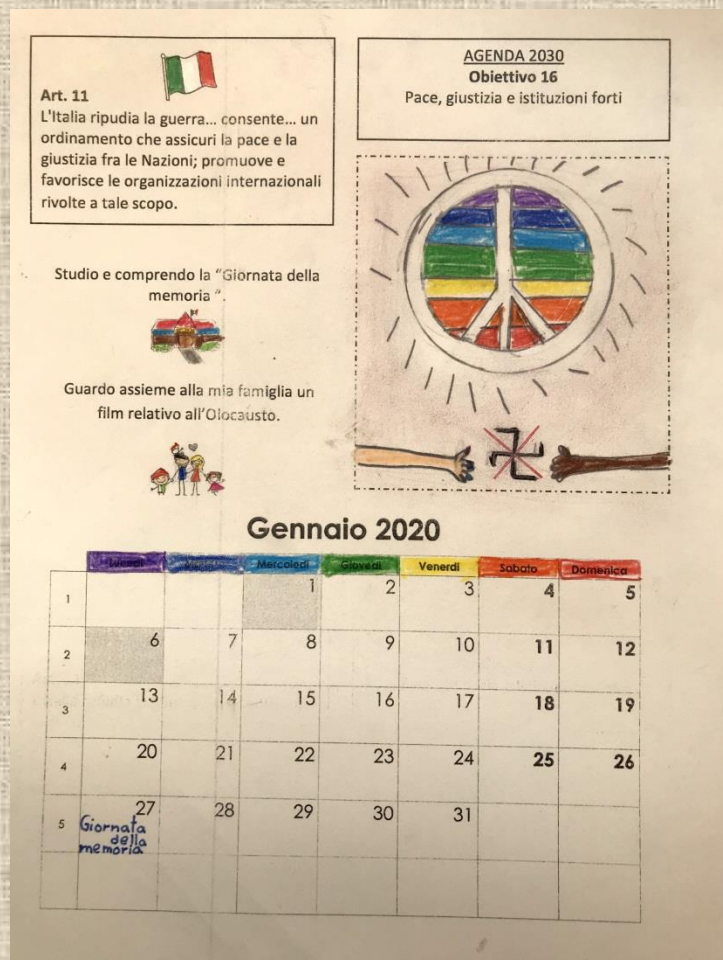 Art. 11
L'Italia ripudia la guerra... consente... un
ordinamento che assicuri la pace e la
giustizia fra le Nazioni; promuove e
favorisce le organizzazioni internazionali
rivolte a tale scopo.
AGENDA 2030
Obiettivo 16
Pace, giustizia e istituzioni forti
Studio e comprendo la "Giornata della
memoria ".
Guardo assieme alla mia famiglia un
film relativo all'Olocausto.
Gennaio 2020
Lunedì Mercoledì Giovedì Venerdì Sabato Domenica
1 1 2 3 4 5
2 6 7 8 9 10 11 12
3 13 14 15 16 17 18 19
4 20 21 22 23 24 25 26
5 27 28 29 30 31
Giornata
della
memoria